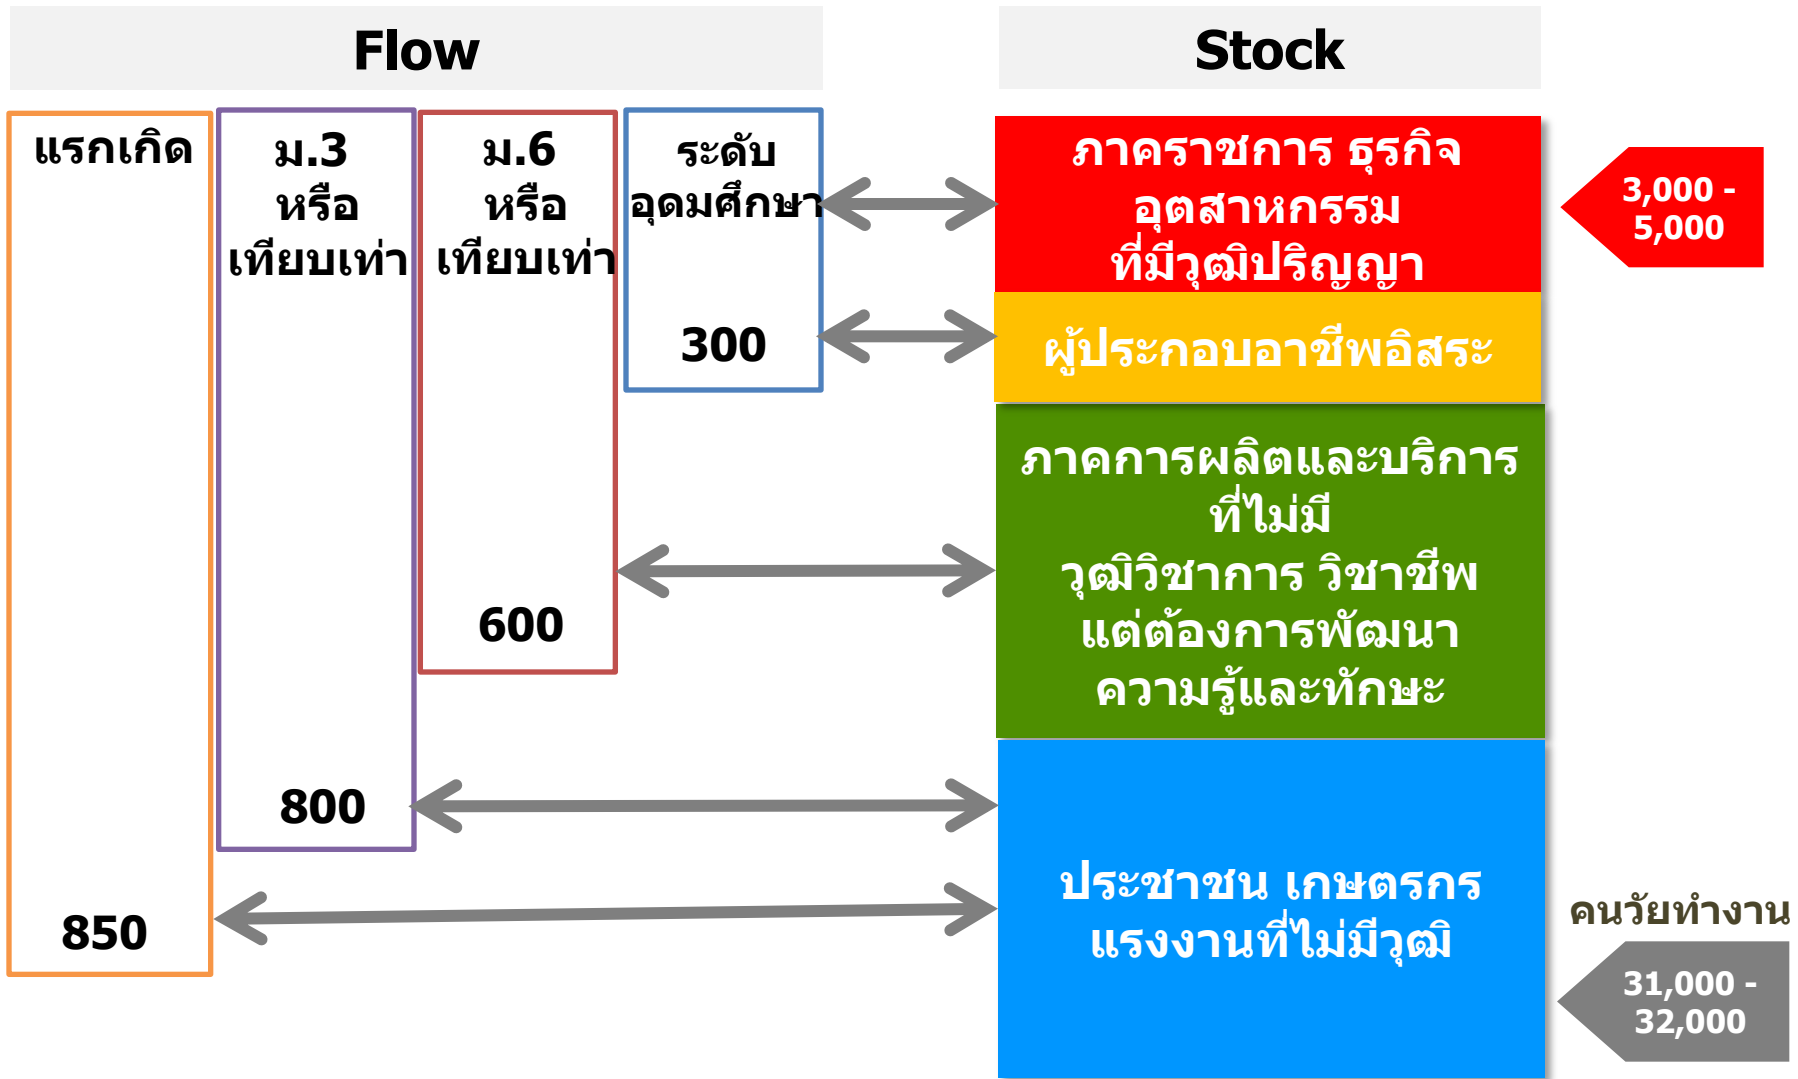 Flow
Stock
แรกเกิด
850
ม.3
หรือ
เทียบเท่า
800
ม.6
หรือ
เทียบเท่า
600
ระดับ
อุดมศึกษา
300
ภาคราชการ ธุรกิจ
อุตสาหกรรม
ที่มีวุฒิปริญญา
ผู้ประกอบอาชีพอิสระ
ภาคการผลิตและบริการ
ที่ไม่มี
วุฒิวิชาการ วิชาชีพ
แต่ต้องการพัฒนา
ความรู้และทักษะ
ประชาชน เกษตรกร
แรงงานที่ไม่มีวุฒิ
3,000 -
5,000
คนวัยทำงาน
31,000 -
32,000